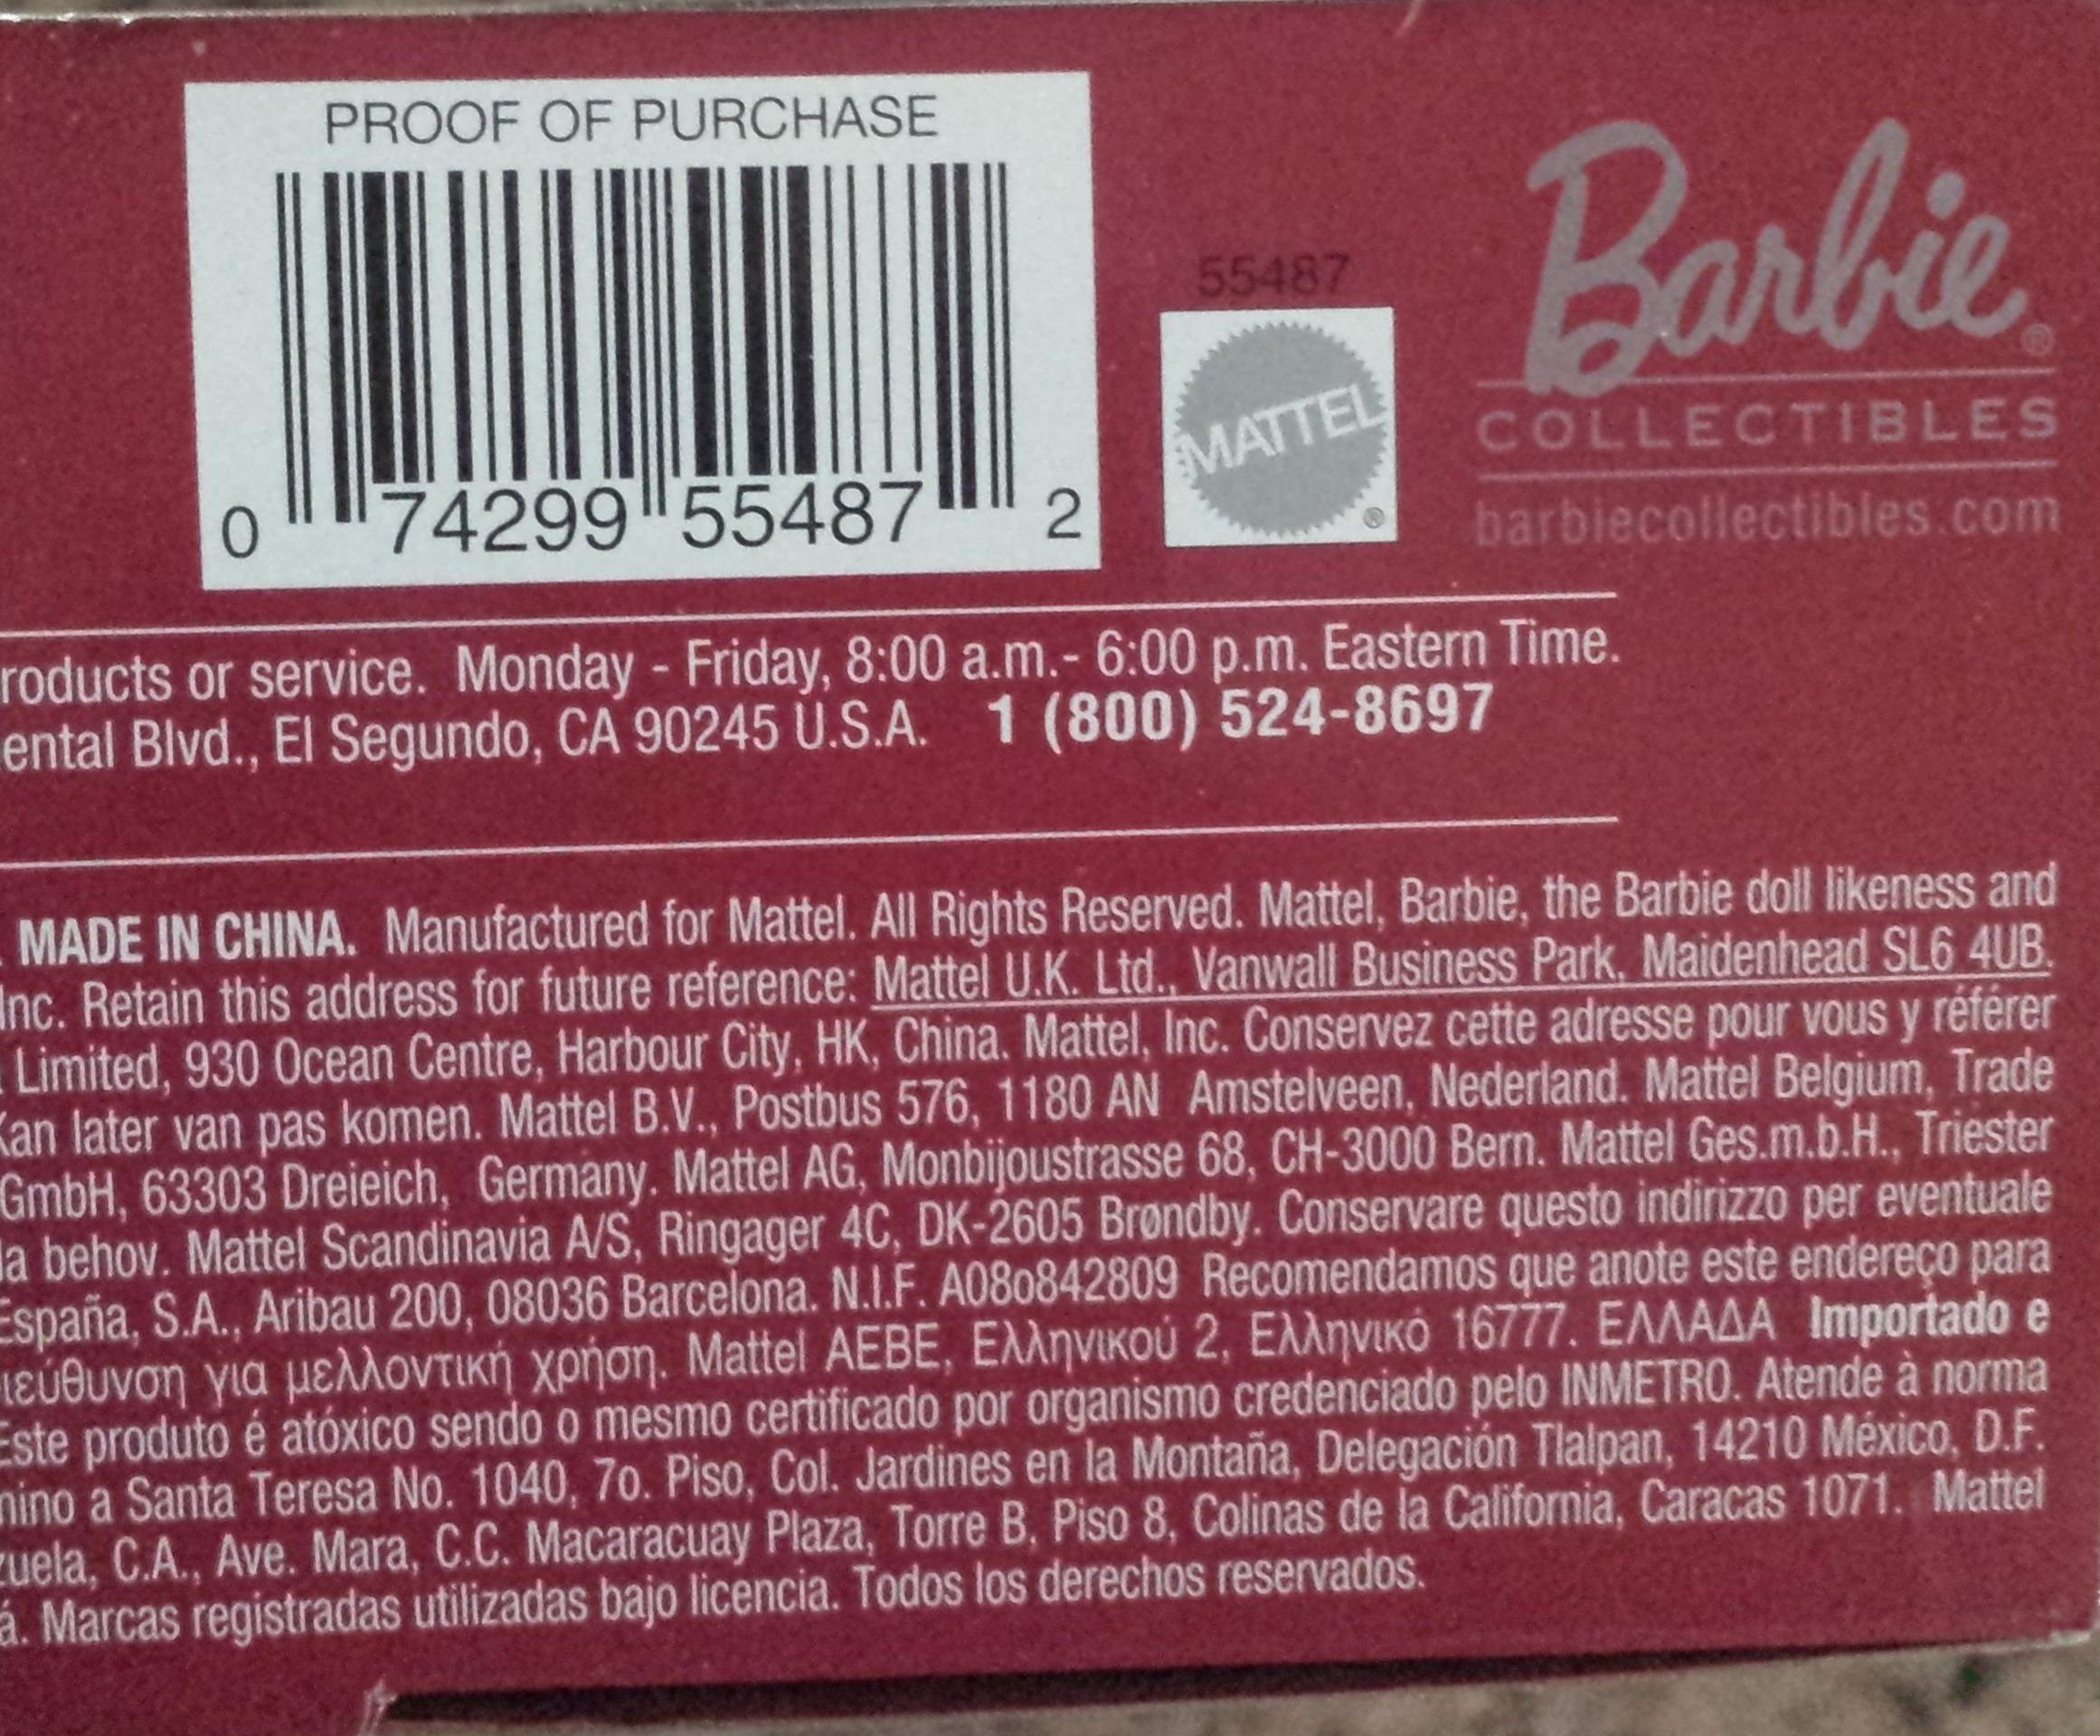 PROOF OF PURCHASE
0 74299 55487 2
55487
MATTEL®
Barbie®
COLLECTIBLES
barbiecollectibles.com
roducts or service. Monday - Friday, 8:00 a.m.- 6:00 p.m. Eastern Time.
ental Blvd., El Segundo, CA 90245 U.S.A. 1 (800) 524-8697
MADE IN CHINA. Manufactured for Mattel. All Rights Reserved. Mattel, Barbie, the Barbie doll likeness and
Inc. Retain this address for future reference: Mattel U.K. Ltd., Vanwall Business Park, Maidenhead SL6 4UB.
Limited, 930 Ocean Centre, Harbour City, HK, China. Mattel, Inc. Conservez cette adresse pour vous y référer
Kan later van pas komen. Mattel B.V., Postbus 576, 1180 AN Amstelveen, Nederland. Mattel Belgium, Trade
GmbH, 63303 Dreieich, Germany. Mattel AG, Monbijoustrasse 68, CH-3000 Bern. Mattel Ges.m.b.H., Triester
la behov. Mattel Scandinavia A/S, Ringager 4C, DK-2605 Brøndby. Conservare questo indirizzo per eventuale
España, S.A., Aribau 200, 08036 Barcelona. N.I.F. A08o842809 Recomendamos que anote este endereço para
ιεύθυνση για μελλοντική χρήση. Mattel AEBE, Ελληνικού 2, Ελληνικό 16777. ΕΛΛΑΔΑ Importado e
Este produto é atóxico sendo o mesmo certificado por organismo credenciado pelo INMETRO. Atende à norma
nino a Santa Teresa No. 1040, 7o. Piso, Col. Jardines en la Montaña, Delegación Tlalpan, 14210 México, D.F.
zuela, C.A., Ave. Mara, C.C. Macaracuay Plaza, Torre B, Piso 8, Colinas de la California, Caracas 1071. Mattel
á. Marcas registradas utilizadas bajo licencia. Todos los derechos reservados.